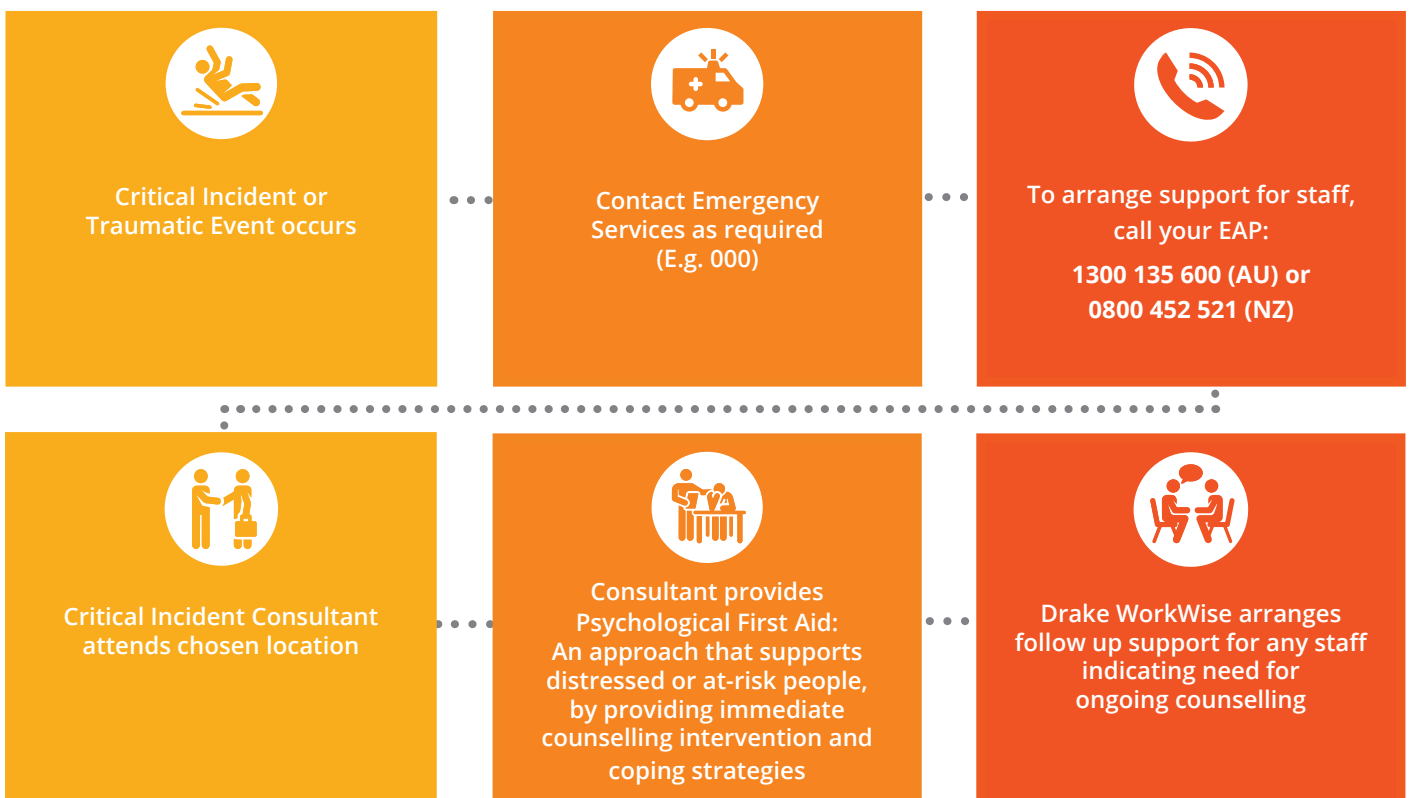 Critical Incident or
Traumatic Event occurs
Contact Emergency
Services as required
(E.g. 000)
To arrange support for staff,
call your EAP:
1300 135 600 (AU) or
0800 452 521 (NZ)
Critical Incident Consultant
attends chosen location
Consultant provides
Psychological First Aid:
An approach that supports
distressed or at-risk people,
by providing immediate
counselling intervention and
coping strategies
Drake WorkWise arranges
follow up support for any staff
indicating need for
ongoing counselling